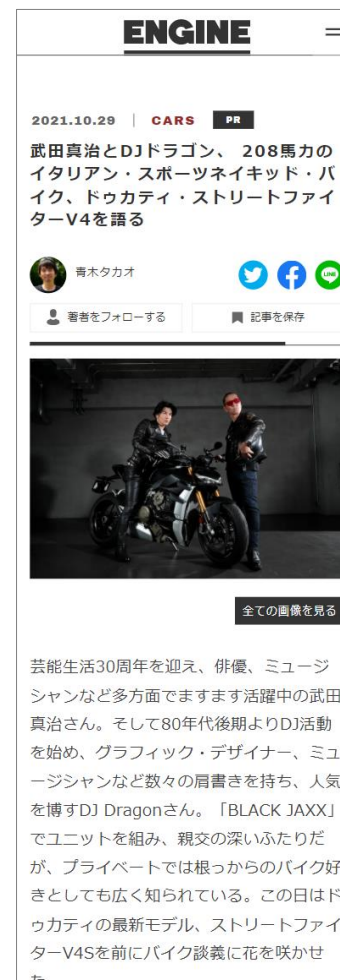 ENGINE
2021.10.29 | CARS PR
武田真治とDJドラゴン、 208馬力の
イタリアン・スポーツネイキッド・バ
イク、ドゥカティ・ストリートファイ
ターV4を語る
青木タカオ
LINE
著者をフォローする
記事を保存
全ての画像を見る
芸能生活30周年を迎え、俳優、ミュージ
シャンなど多方面でますます活躍中の武田
真治さん。そして80年代後期よりDJ活動
を始め、グラフィック・デザイナー、ミュ
ージシャンなど数々の肩書きを持ち、人気
を博すDJ Dragonさん。「BLACK JAXX」
でユニットを組み、親交の深いふたりだ
が、プライベートでは根っからのバイク好
きとしても広く知られている。この日はド
ゥカティの最新モデル、ストリートファイ
ターV4Sを前にバイク談義に花を咲かせ
た